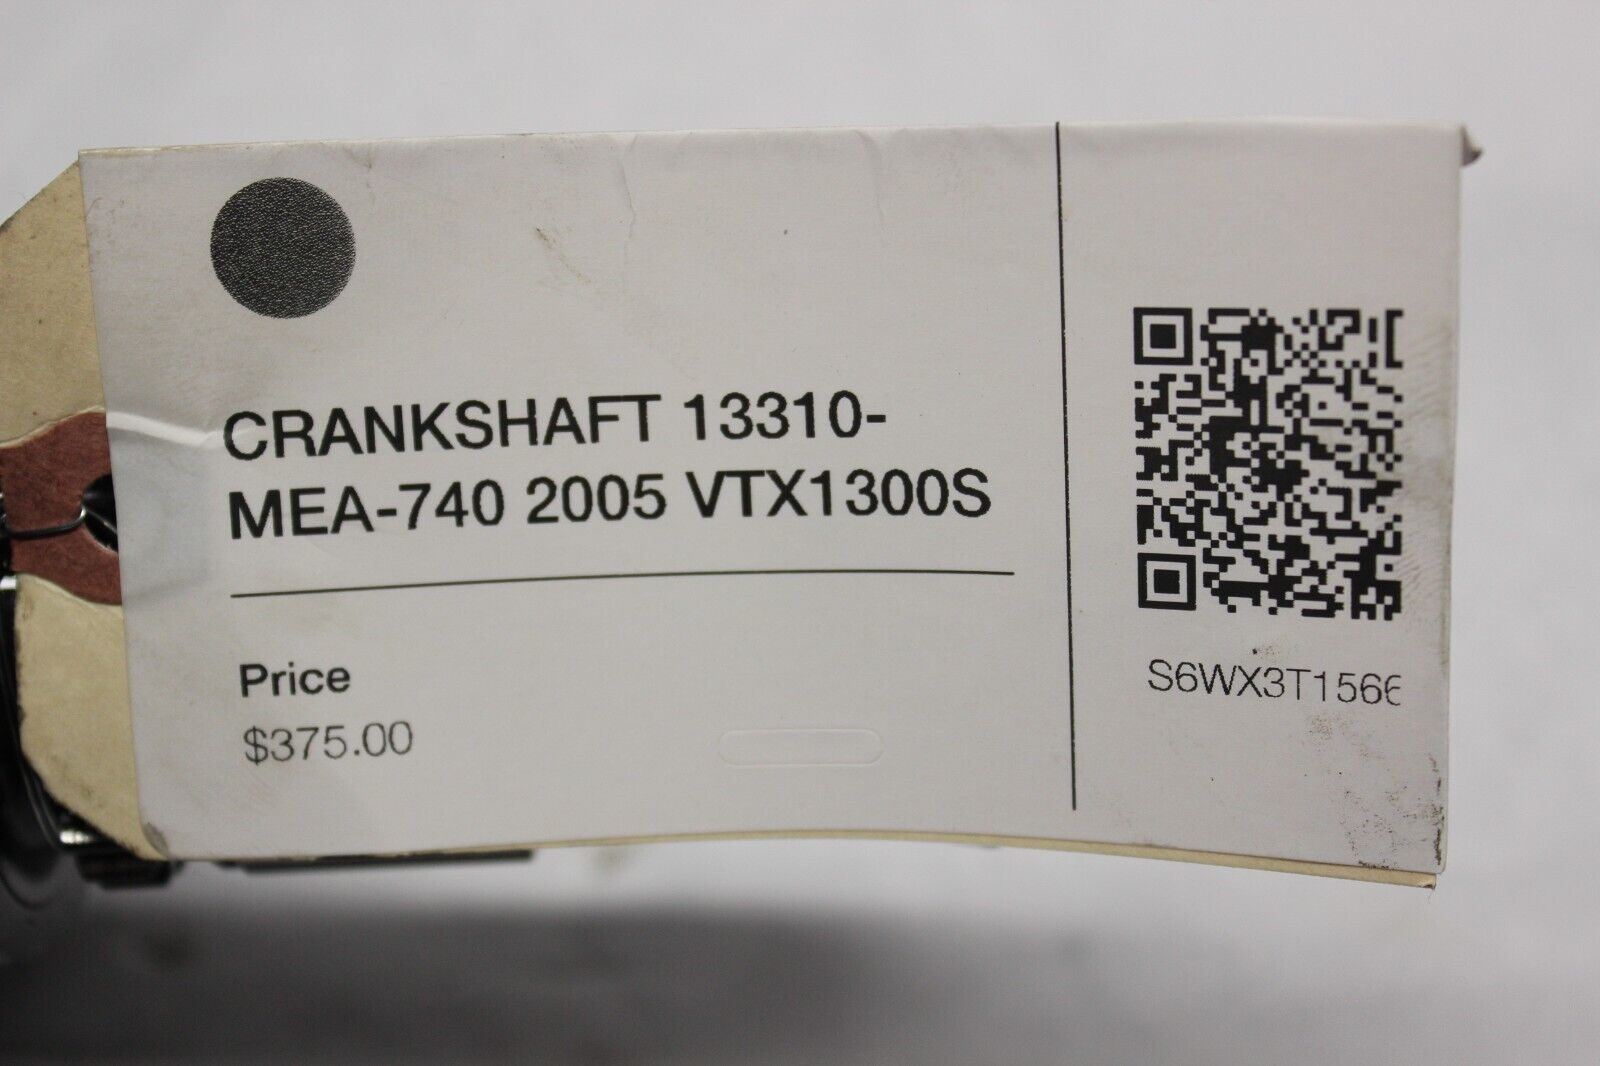 CRANKSHAFT 13310-
MEA-740 2005 VTX1300S
Price
$375.00
S6WX3T1566